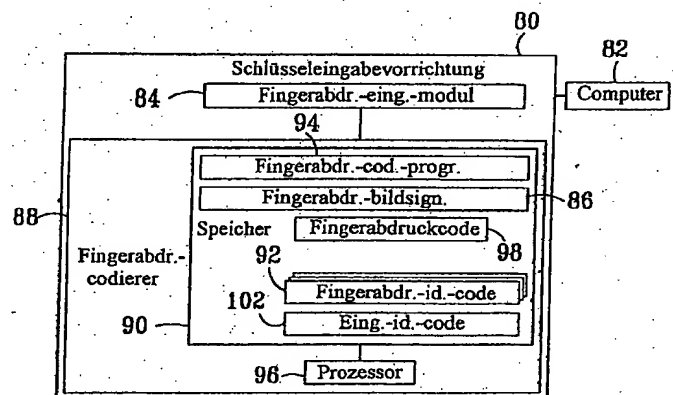 80
82
Schlüsseleingabevorrichtung
84
Fingerabdr.-eing.-modul
Computer
94
Fingerabdr.-cod.-progr.
88
Fingerabdr.-bildsign.
86
Speicher
Fingerabdruckcode
98
Fingerabdr.-
codierer
92
Fingerabdr.-id.-code
102
Eing.-id.-code
90
96
Prozessor